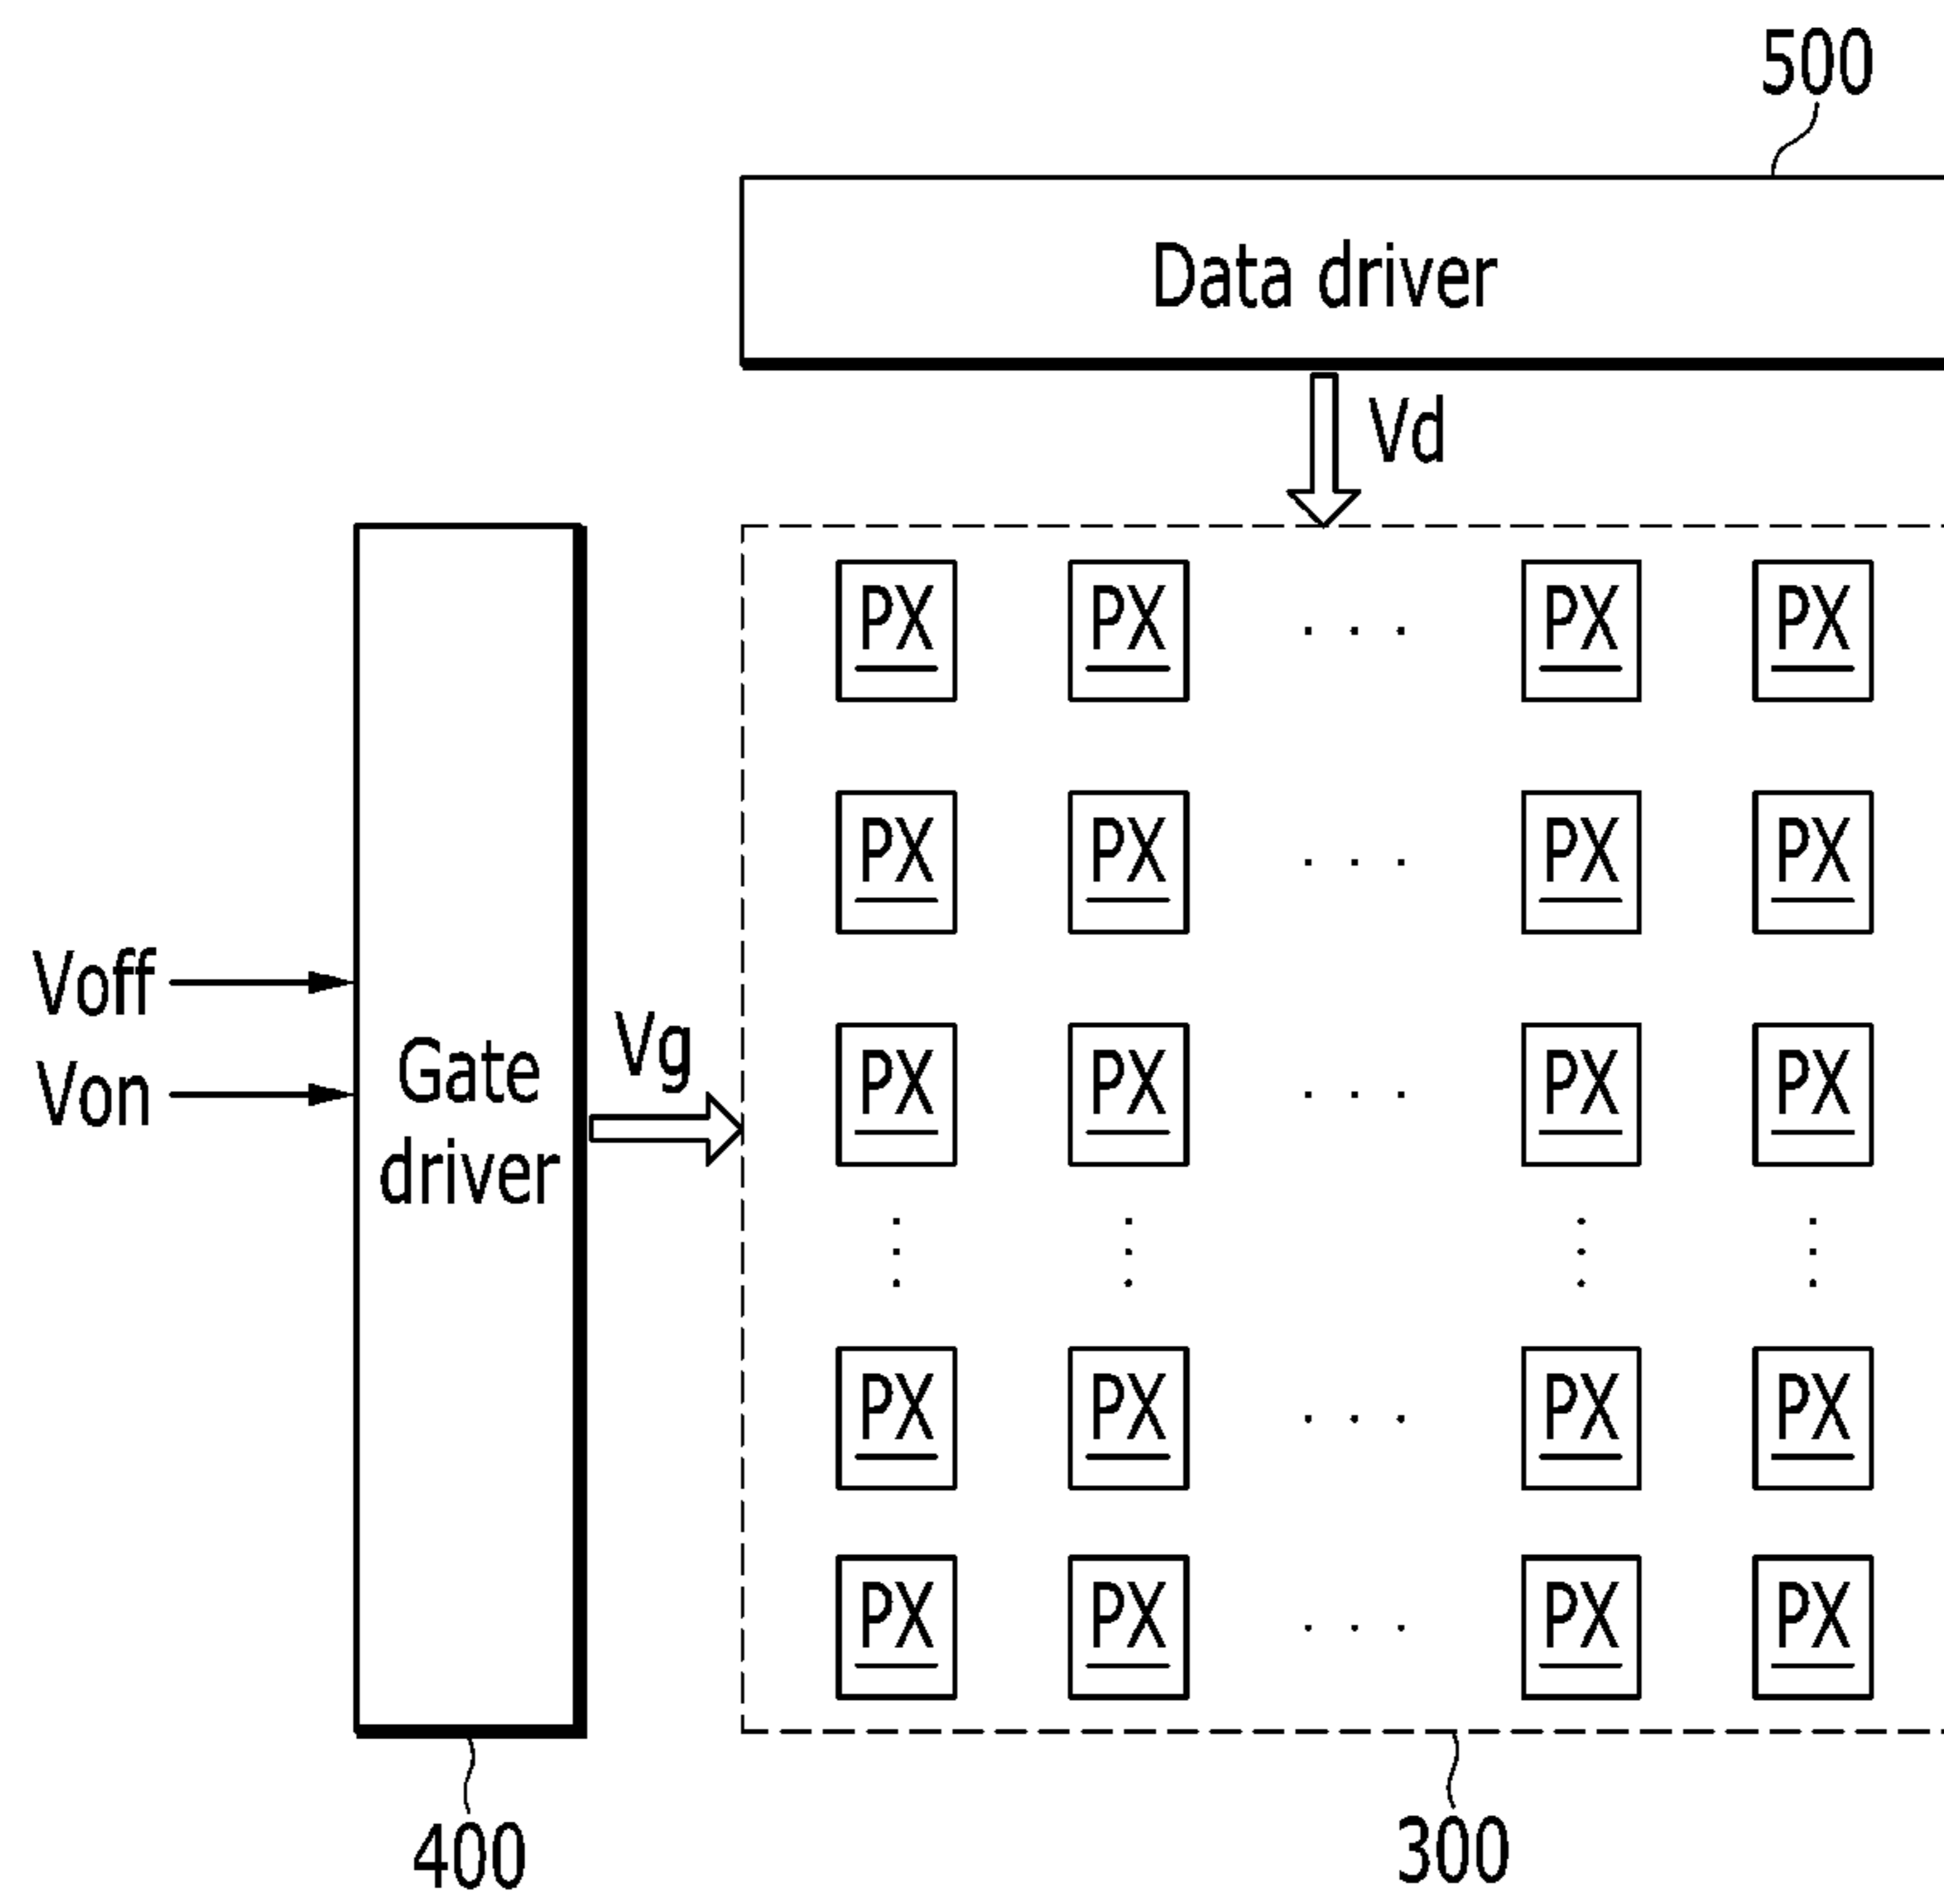 500
Data driver
Vd
PX PX . . . PX PX
PX PX . . . PX PX
Voff
Von
Gate
driver
Vg
PX PX . . . PX PX
PX PX . . . PX PX
PX PX . . . PX PX
400
300